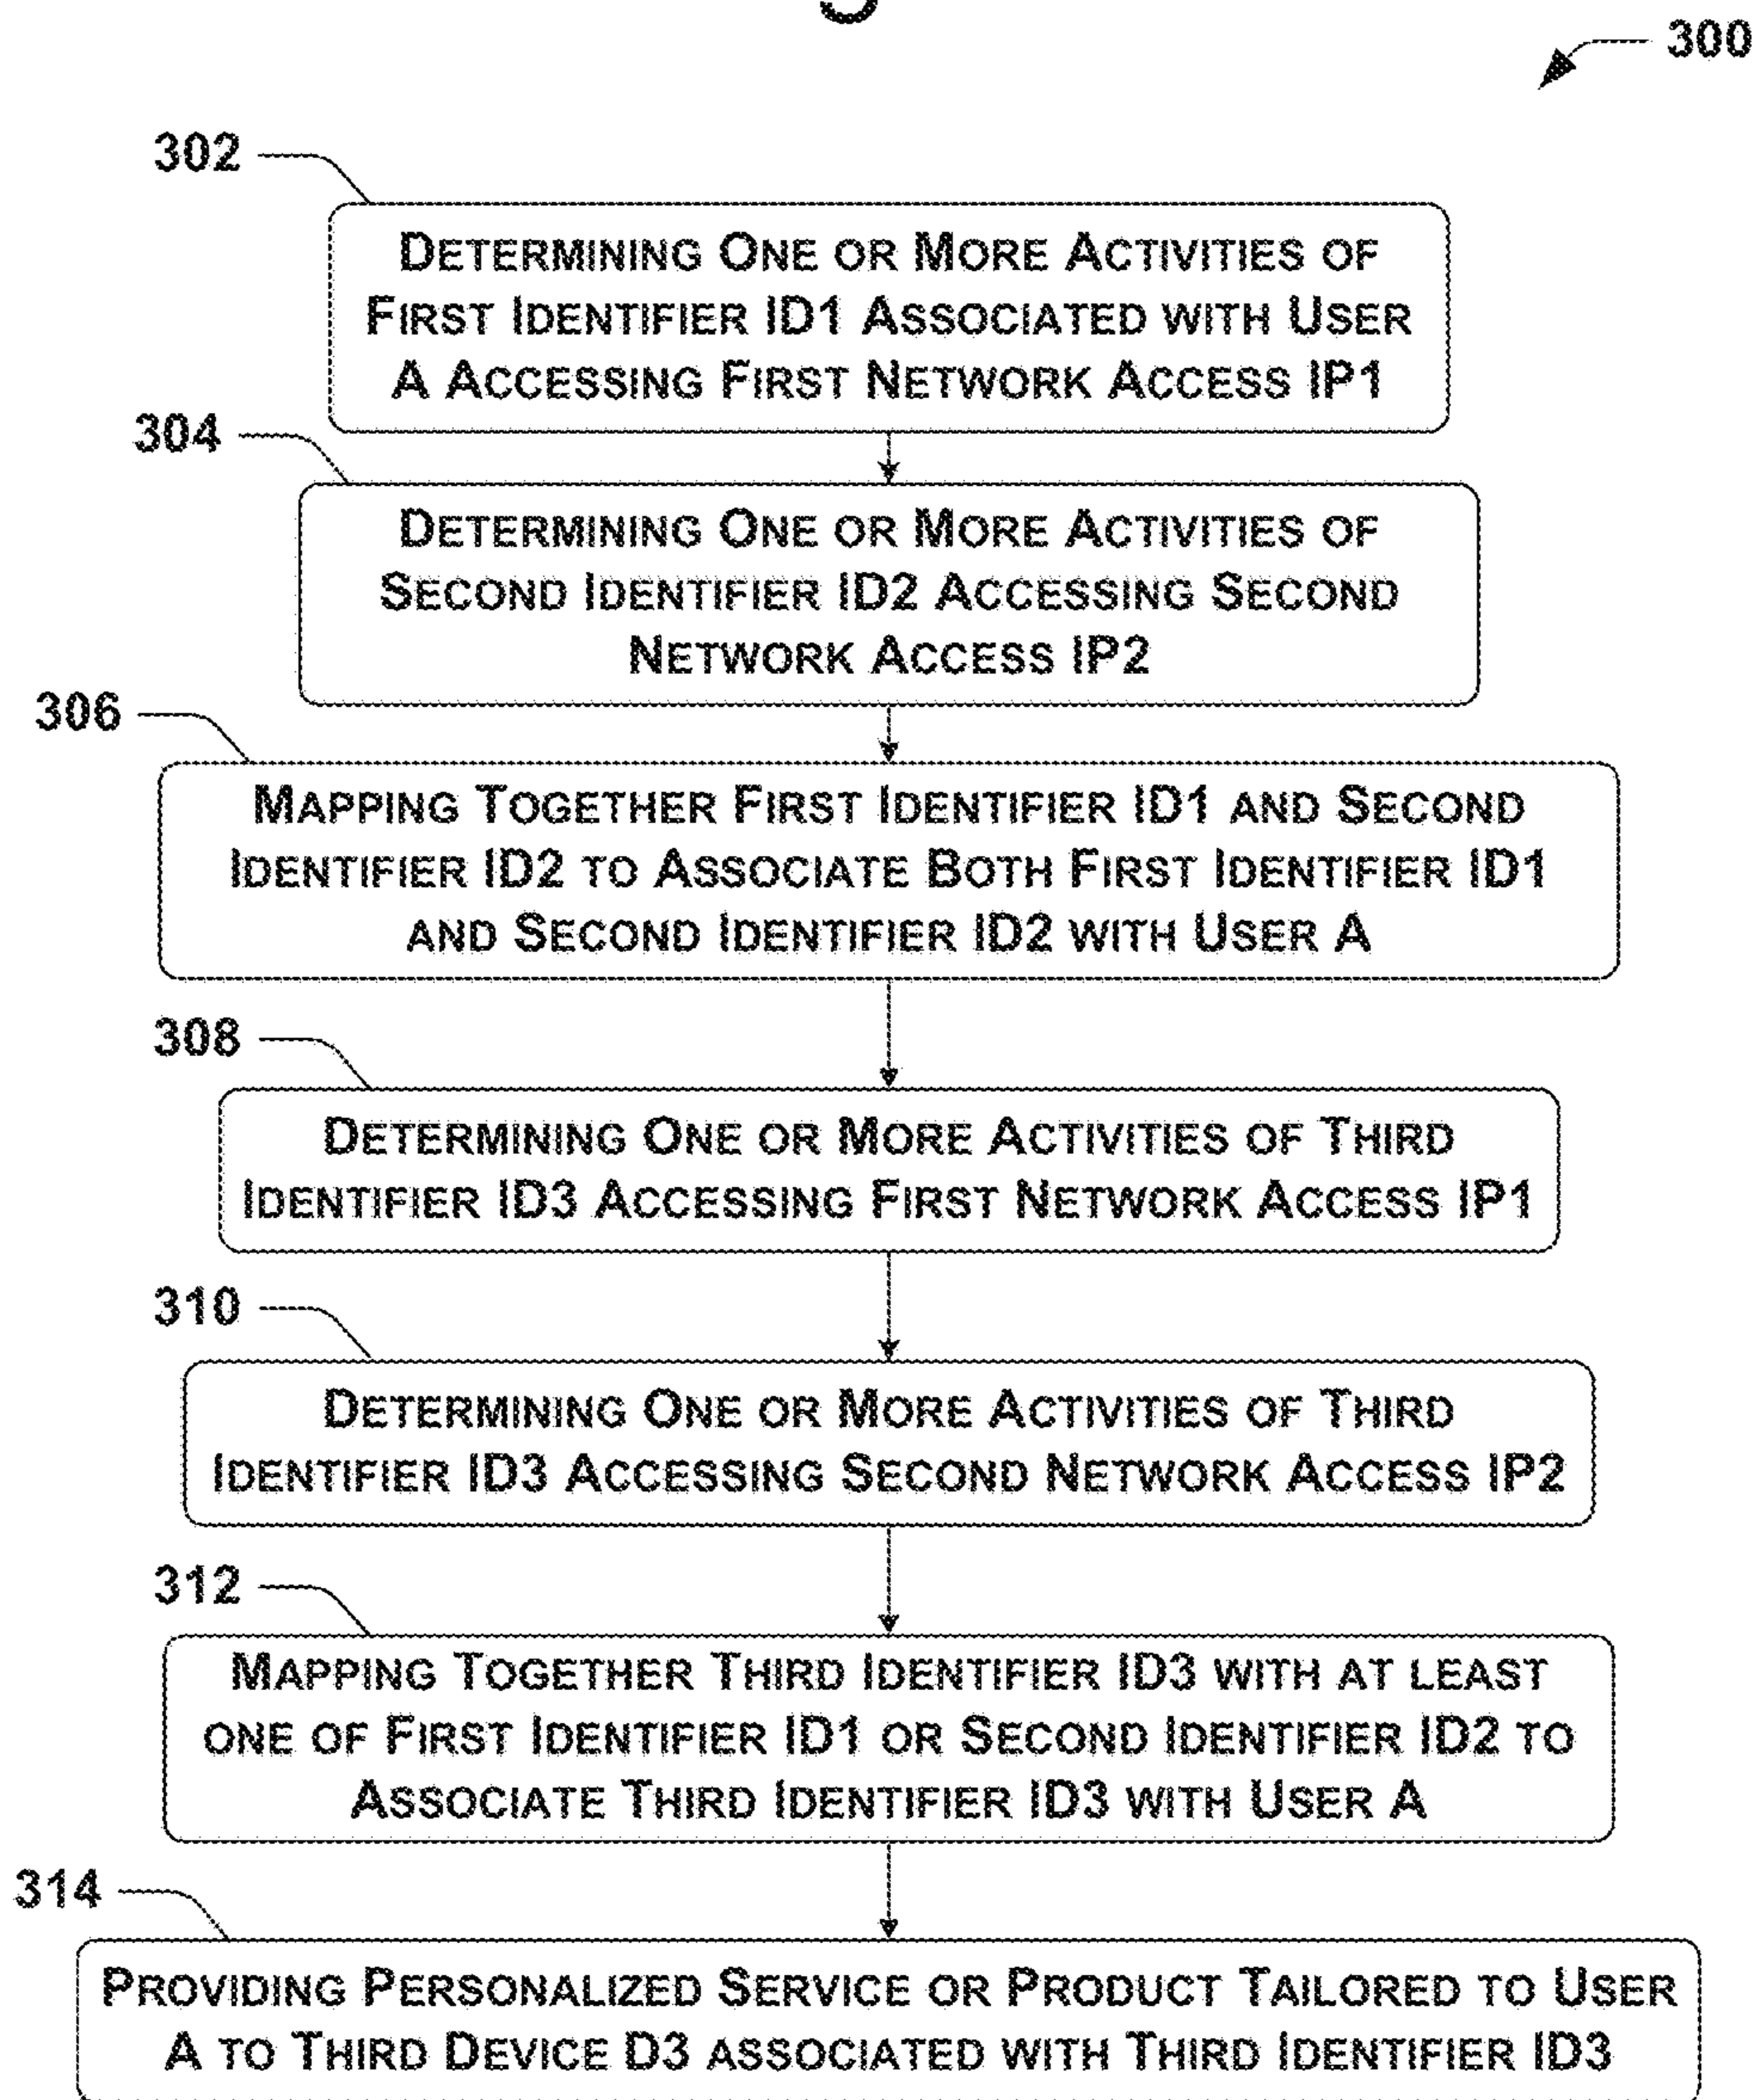 300
302
DETERMINING ONE OR MORE ACTIVITIES OF
FIRST IDENTIFIER ID1 ASSOCIATED WITH USER
A ACCESSING FIRST NETWORK ACCESS IP1
304
DETERMINING ONE OR MORE ACTIVITIES OF
SECOND IDENTIFIER ID2 ACCESSING SECOND
NETWORK ACCESS IP2
306
MAPPING TOGETHER FIRST IDENTIFIER ID1 AND SECOND
IDENTIFIER ID2 TO ASSOCIATE BOTH FIRST IDENTIFIER ID1
AND SECOND IDENTIFIER ID2 WITH USER A
308
DETERMINING ONE OR MORE ACTIVITIES OF THIRD
IDENTIFIER ID3 ACCESSING FIRST NETWORK ACCESS IP1
310
DETERMINING ONE OR MORE ACTIVITIES OF THIRD
IDENTIFIER ID3 ACCESSING SECOND NETWORK ACCESS IP2
312
MAPPING TOGETHER THIRD IDENTIFIER ID3 WITH AT LEAST
ONE OF FIRST IDENTIFIER ID1 OR SECOND IDENTIFIER ID2 TO
ASSOCIATE THIRD IDENTIFIER ID3 WITH USER A
314
PROVIDING PERSONALIZED SERVICE OR PRODUCT TAILORED TO USER
A TO THIRD DEVICE D3 ASSOCIATED WITH THIRD IDENTIFIER ID3